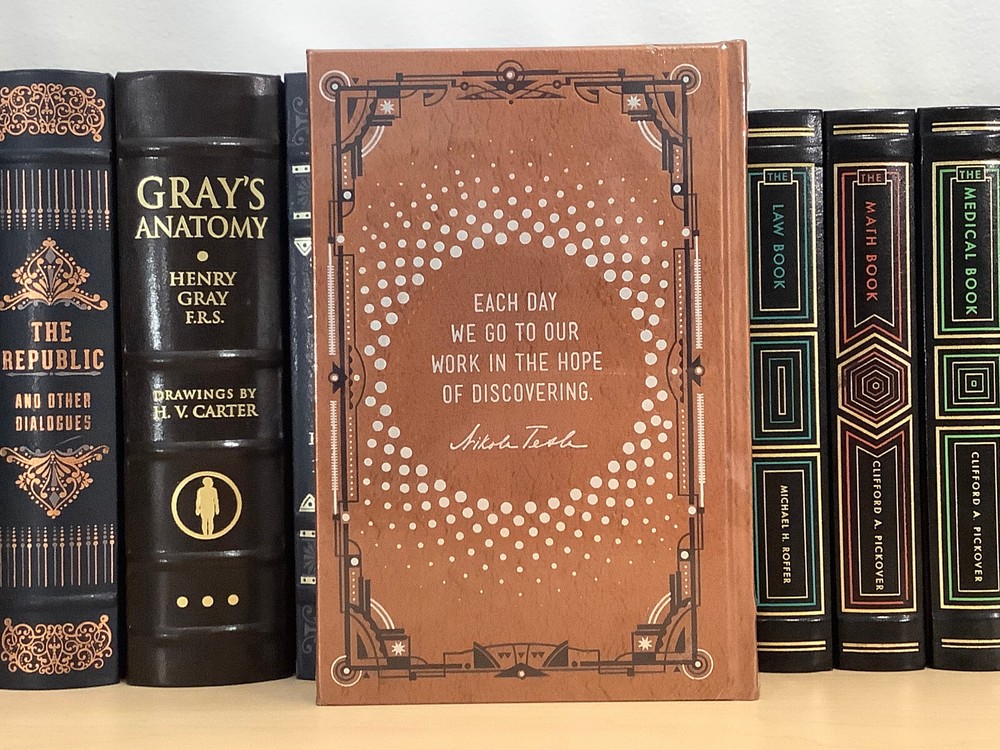 THE
REPUBLIC
AND OTHER
DIALOGUES
GRAY'S
ANATOMY
HENRY
GRAY
F.R.S.
DRAWINGS BY
H. V. CARTER
EACH DAY
WE GO TO OUR
WORK IN THE HOPE
OF DISCOVERING.
Nikola Tesla
THE
LAW BOOK
MICHAEL H. ROFFER
THE
MATH BOOK
CLIFFORD A. PICKOVER
THE
MEDICAL BOOK
CLIFFORD A. PICKOVER